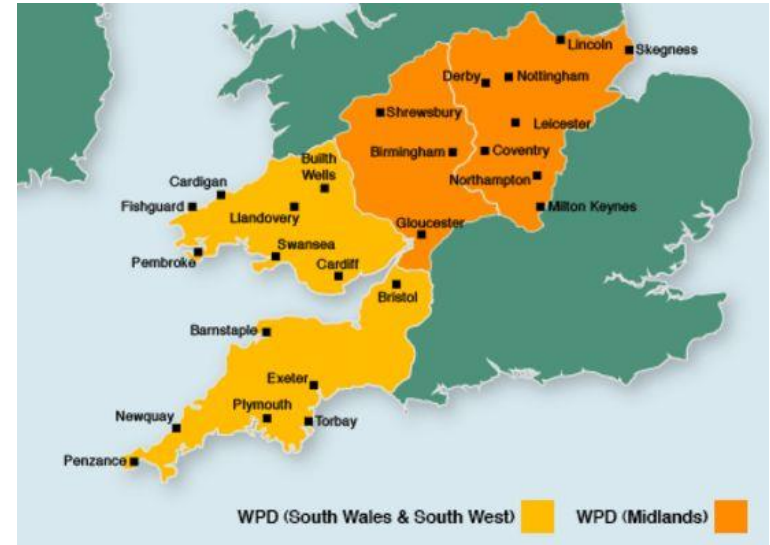 Lincoln
Skegness
Derby
Nottingham
Shrewsbury
Leicester
Birmingham
Coventry
Builth
Wells
Northampton
Cardigan
Fishguard
Llandovery
Milton Keynes
Gloucester
Swansea
Pembroke
Cardiff
Bristol
Barnstaple
Exeter
Plymouth
Newquay
Torbay
Penzance
WPD (South Wales & South West)
WPD (Midlands)